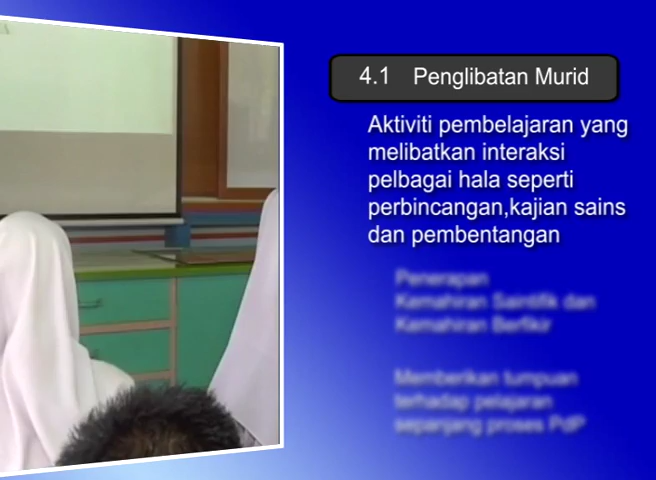 4.1 Penglibatan Murid
Aktiviti pembelajaran yang
melibatkan interaksi
pelbagai hala seperti
perbincangan,kajian sains
dan pembentangan
Penerapan
Kemahiran Saintifik dan
Kemahiran Berfikir
Memberikan tumpuan
terhadap pelajaran
sepanjang proses PdP